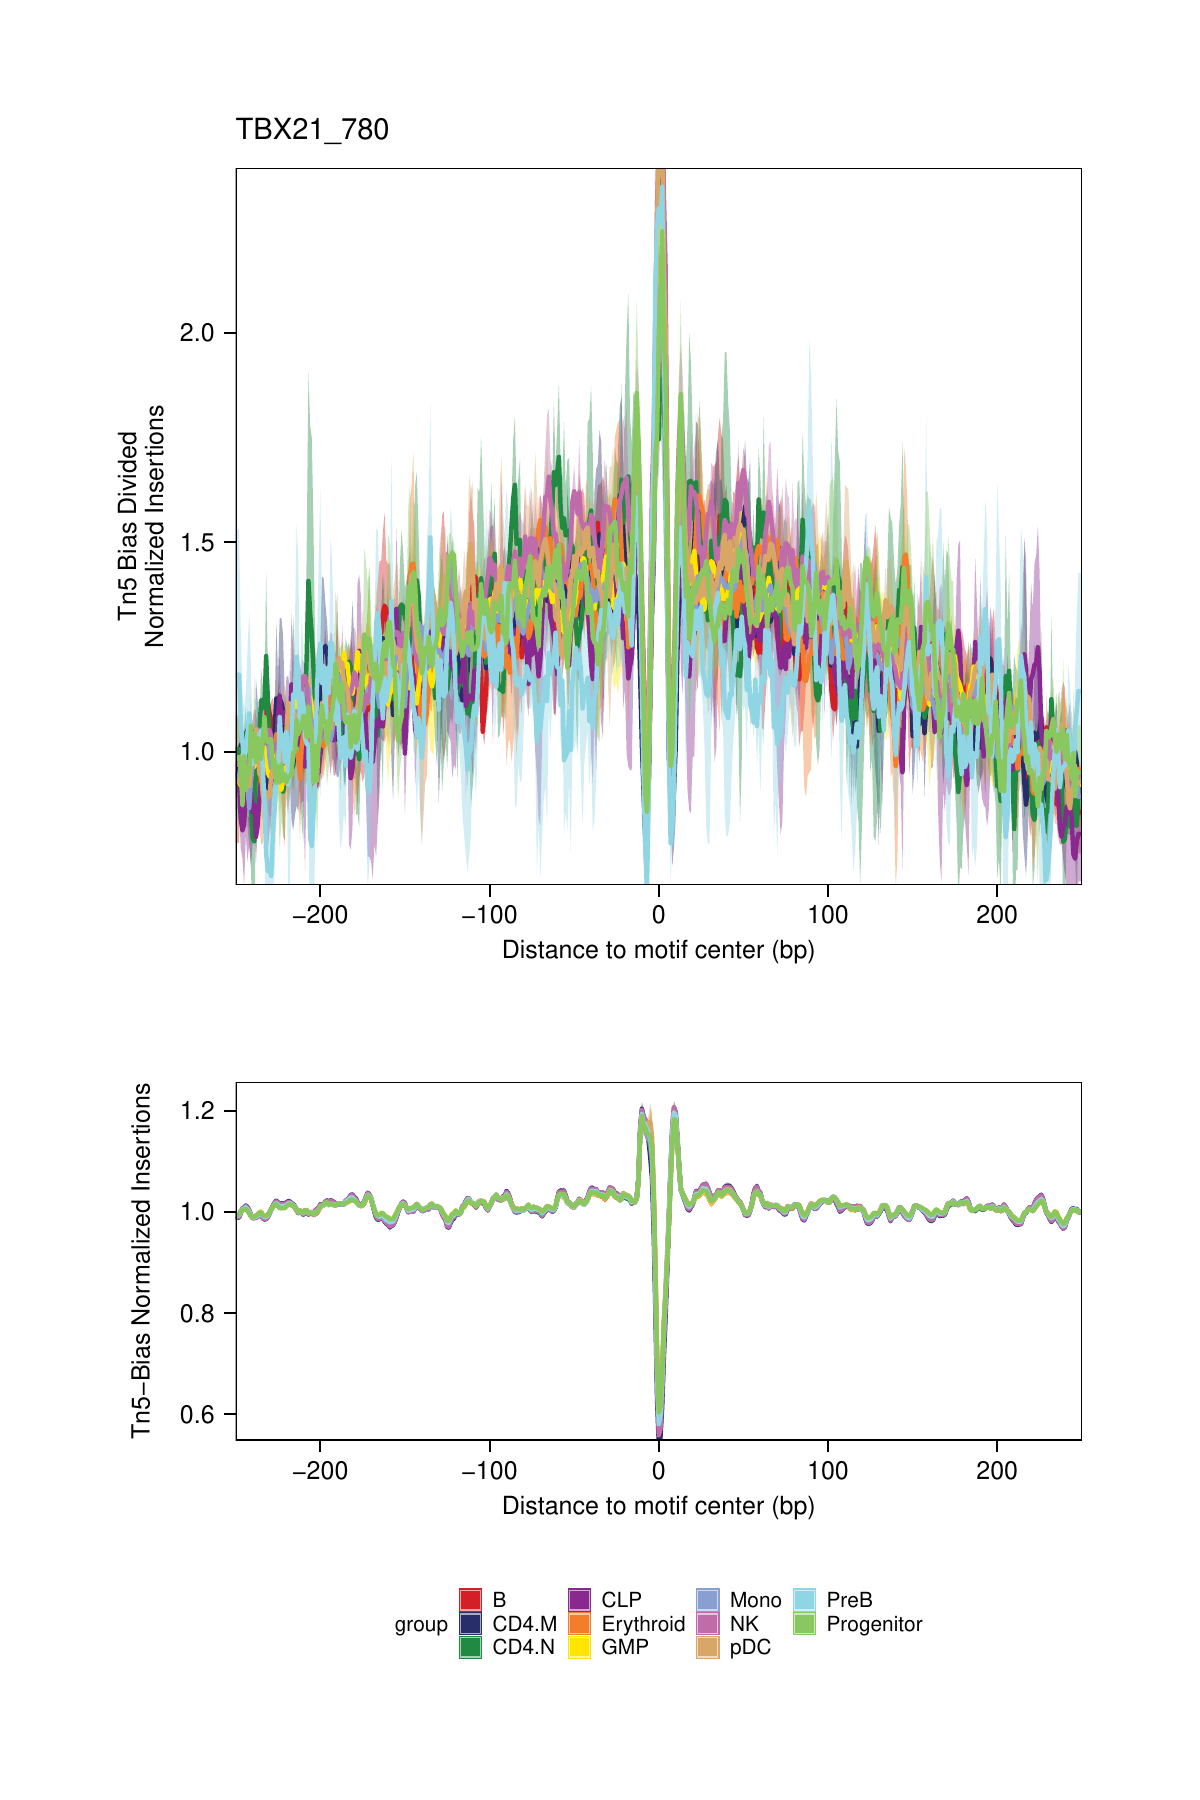 TBX21_780
Tn5 Bias Divided
Normalized Insertions
2.0
1.5
1.0
−200
−100
0
100
200
Distance to motif center (bp)
Tn5−Bias Normalized Insertions
1.2
1.0
0.8
0.6
−200
−100
0
100
200
Distance to motif center (bp)
group
B
CD4.M
CD4.N
CLP
Erythroid
GMP
Mono
NK
pDC
PreB
Progenitor